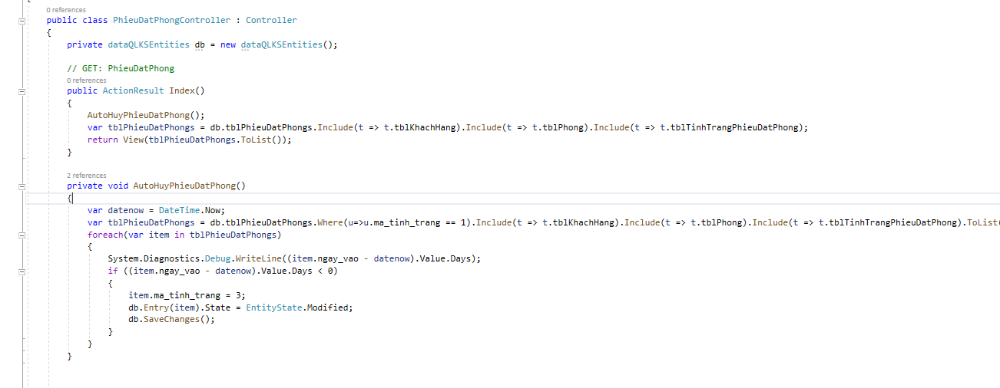 0 references
public class PhieuDatPhongController : Controller
{
private dataQLKSEntities db = new dataQLKSEntities();
// GET: PhieuDatPhong
0 references
public ActionResult Index()
{
AutoHuyPhieuDatPhong();
var tblPhieuDatPhongs = db.tblPhieuDatPhongs.Include(t => t.tblKhachHang).Include(t => t.tblPhong).Include(t => t.tblTinhTrangPhieuDatPhong);
return View(tblPhieuDatPhongs.ToList());
}
2 references
private void AutoHuyPhieuDatPhong()
{
var datenow = DateTime.Now;
var tblPhieuDatPhongs = db.tblPhieuDatPhongs.Where(u=>u.ma_tinh_trang == 1).Include(t => t.tblKhachHang).Include(t => t.tblPhong).Include(t => t.tblTinhTrangPhieuDatPhong).ToList(
foreach(var item in tblPhieuDatPhongs)
{
System.Diagnostics.Debug.WriteLine((item.ngay_vao - datenow).Value.Days);
if ((item.ngay_vao - datenow).Value.Days < 0)
{
item.ma_tinh_trang = 3;
db.Entry(item).State = EntityState.Modified;
db.SaveChanges();
}
}
}